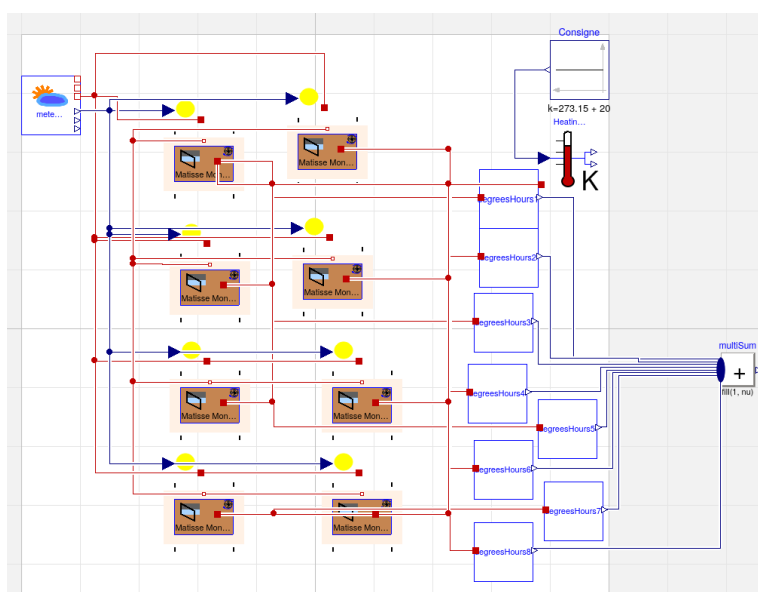 Consigne
mete...
k=273.15 + 20
Heatin...
K
Matisse Mon...
Matisse Mon...
egreesHours1
Matisse Mon...
Matisse Mon...
egreesHours2
egreesHours3
multiSum
+
fill(1, nu)
Matisse Mon...
Matisse Mon...
egreesHours4
egreesHours5
egreesHours6
Matisse Mon...
Matisse Mon...
egreesHours7
egreesHours8